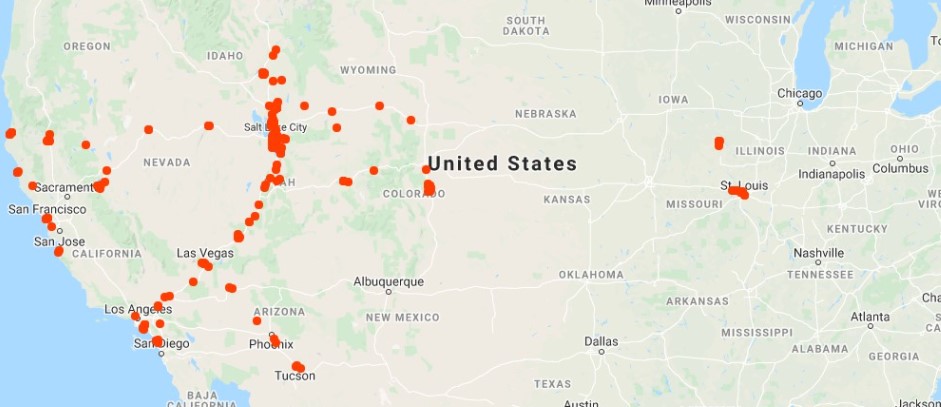 Minneapolis
SOUTH
DAKOTA
WISCONSIN
OREGON
IDAHO
MICHIGAN
WYOMING
Chicago
IOWA
NEBRASKA
Salt Lake City
NEVADA
United States
ILLINOIS
INDIANA
OHIO
Indianapolis
Columbus
Sacrament
COLORADO
KANSAS
St. Louis
MISSOURI
San Francisco
San Jose
CALIFORNIA
Las Vegas
KENTUCKY
Nashville
TENNESSEE
Albuquerque
OKLAHOMA
ARKANSAS
Los Angeles
ARIZONA
NEW MEXICO
Atlanta
San Diego
Phoenix
Dallas
MISSISSIPPI
ALABAMA
GEORGIA
Tucson
TEXAS
BAJA
CALIFORNIA
Austin
Jackson